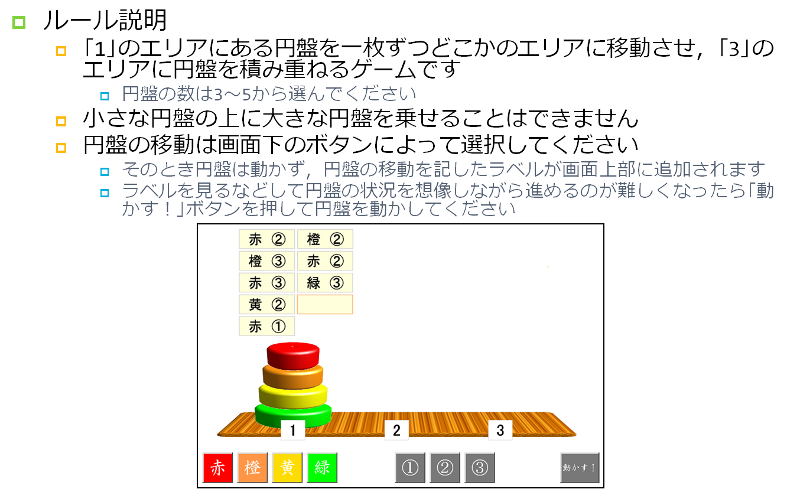 ルール説明
「1」のエリアにある円盤を一枚ずつどこかのエリアに移動させ，「3」の
エリアに円盤を積み重ねるゲームです
円盤の数は3～5から選んでください
小さな円盤の上に大きな円盤を乗せることはできません
円盤の移動は画面下のボタンによって選択してください
そのとき円盤は動かず，円盤の移動を記したラベルが画面上部に追加されます
ラベルを見るなどして円盤の状況を想像しながら進めるのが難しくなったら「動
かす！」ボタンを押して円盤を動かしてください
赤 ② 橙 ②
橙 ③ 赤 ②
赤 ③ 緑 ③
黄 ②
赤 ①
1 2 3
赤 橙 黄 緑 ① ② ③ 動かす！